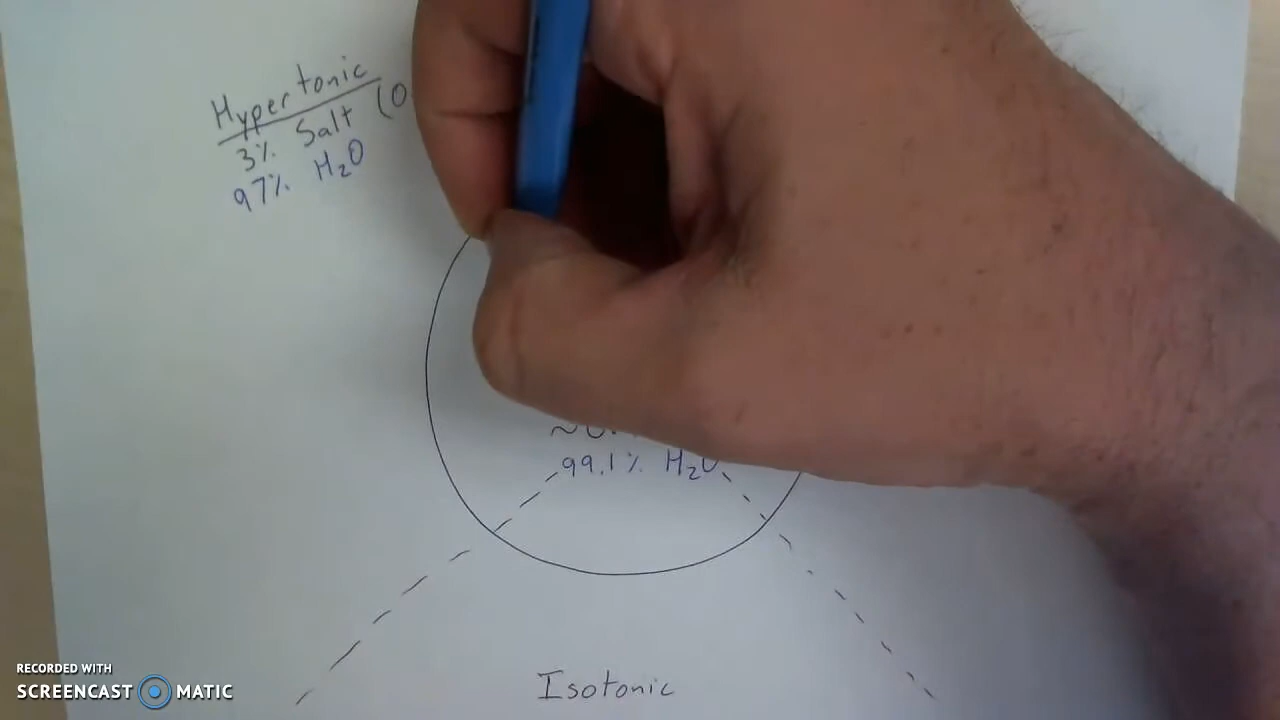 Hypertonic
3% Salt (O
97% H₂O
99.1% H₂O
Isotonic
RECORDED WITH
SCREENCAST MATIC